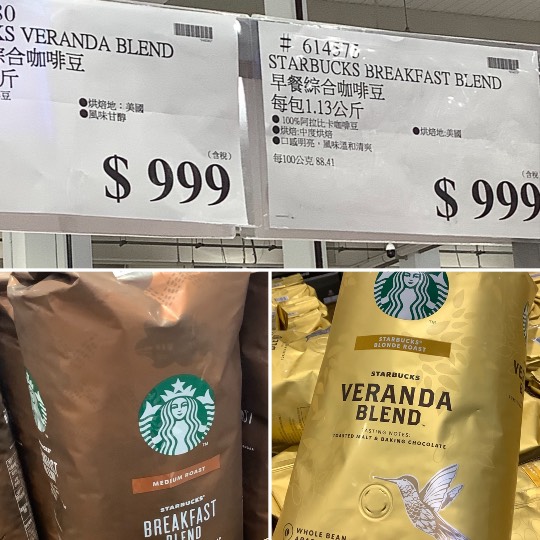 80
KS VERANDA BLEND
綜合咖啡豆
斤
豆
●烘焙地：美國
●風味甘醇
(含稅)
$ 999
# 614575
STARBUCKS BREAKFAST BLEND
早餐綜合咖啡豆
每包1.13公斤
●100%阿拉比卡咖啡豆
●烘焙:中度烘焙
●烘焙地:美國
●口感明亮，風味溫和清爽
每100公克 88.41
(含稅)
$ 999
MEDIUM ROAST
STARBUCKS®
BREAKFAST
BLEND
STARBUCKS®
BLONDE ROAST
STARBUCKS
VERANDA
BLEND™
TASTING NOTES:
TOASTED MALT & BAKING CHOCOLATE
WHOLE BEAN